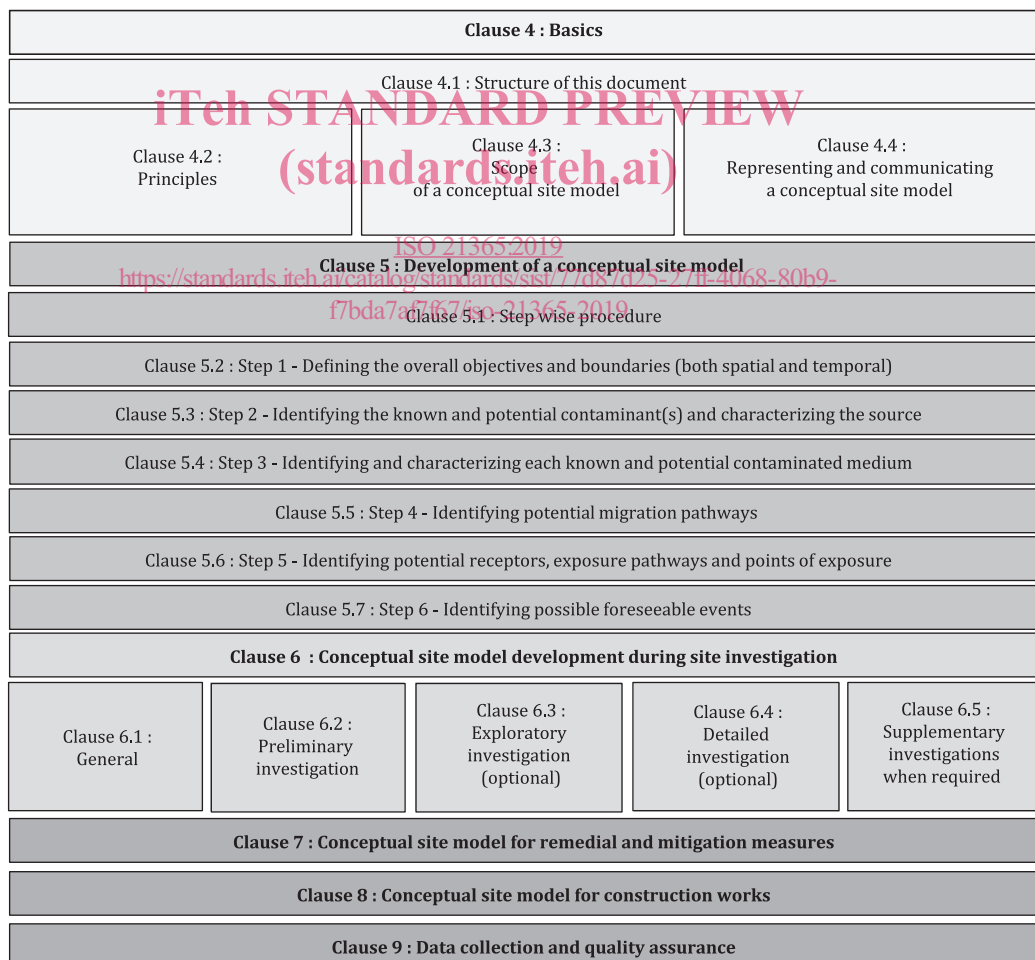 Clause 4 : Basics
Clause 4.1 : Structure of this document
iTeh STANDARD PREVIEW
(standards.iteh.ai)
Clause 4.2 :
Principles
Clause 4.3 :
Scope
of a conceptual site model
Clause 4.4 :
Representing and communicating
a conceptual site model
ISO 21365:2019
Clause 5 : Development of a conceptual site model
https://standards.iteh.ai/catalog/standards/sist/77d87d25-27ff-4068-80b9-
f7bda7af7f67/iso-21365-2019
Clause 5.1 : Step wise procedure
Clause 5.2 : Step 1 - Defining the overall objectives and boundaries (both spatial and temporal)
Clause 5.3 : Step 2 - Identifying the known and potential contaminant(s) and characterizing the source
Clause 5.4 : Step 3 - Identifying and characterizing each known and potential contaminated medium
Clause 5.5 : Step 4 - Identifying potential migration pathways
Clause 5.6 : Step 5 - Identifying potential receptors, exposure pathways and points of exposure
Clause 5.7 : Step 6 - Identifying possible foreseeable events
Clause 6 : Conceptual site model development during site investigation
Clause 6.1 :
General
Clause 6.2 :
Preliminary
investigation
Clause 6.3 :
Exploratory
investigation
(optional)
Clause 6.4 :
Detailed
investigation
(optional)
Clause 6.5 :
Supplementary
investigations
when required
Clause 7 : Conceptual site model for remedial and mitigation measures
Clause 8 : Conceptual site model for construction works
Clause 9 : Data collection and quality assurance